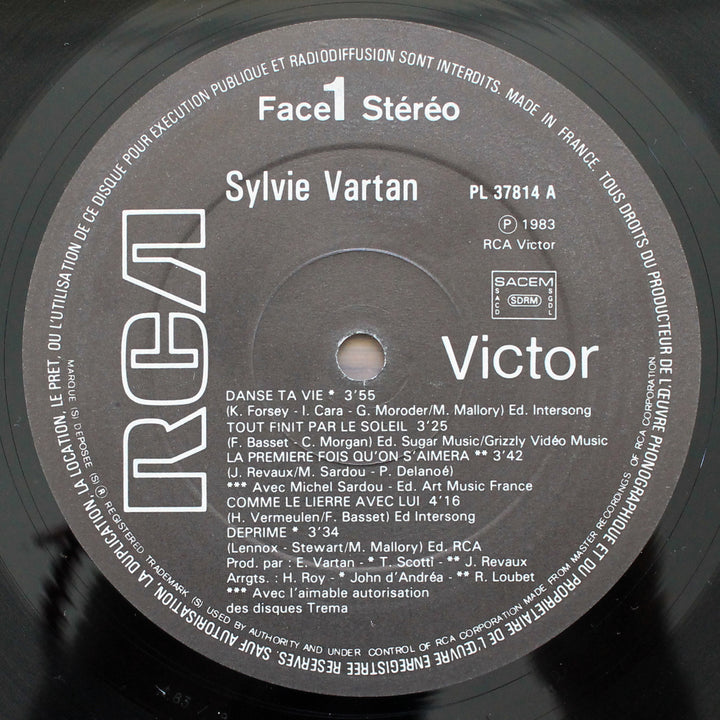 TOUS DROITS DU PRODUCTEUR DE L'ŒUVRE PHONOGRAPHIQUE ET DU PROPRIETAIRE DE L'ŒUVRE ENREGISTREE RESERVES. SAUF AUTORISATION, LA DUPLICATION, LA LOCATION, LE PRET, OU L'UTILISATION DE CE DISQUE POUR EXECUTION PUBLIQUE ET RADIODIFFUSION SONT INTERDITS. MADE IN FRANCE.
Face 1 Stéréo
Sylvie Vartan
PL 37814 A
Ⓟ 1983
RCA Victor
SACEM
SACD
SDRM
SGDL
RCA
Victor
DANSE TA VIE * 3'55
(K. Forsey - I. Cara - G. Moroder/M. Mallory) Ed. Intersong
TOUT FINIT PAR LE SOLEIL 3'25
(F. Basset - C. Morgan) Ed. Sugar Music/Grizzly Vidéo Music
LA PREMIERE FOIS QU'ON S'AIMERA ** 3'42
(J. Revaux/M. Sardou - P. Delanoé)
*** Avec Michel Sardou - Ed. Art Music France
COMME LE LIERRE AVEC LUI 4'16
(H. Vermeulen/F. Basset) Ed Intersong
DEPRIME * 3'34
(Lennox - Stewart/M. Mallory) Ed. RCA
Prod. par : E. Vartan - * T. Scotti - ** J. Revaux
Arrgts. : H. Roy - * John d'Andréa - ** R. Loubet
*** Avec l'aimable autorisation
des disques Trema
MARQUE (S) DEPOSEE (S) ® REGISTERED TRADEMARK (S) USED BY AUTHORITY AND UNDER CONTROL OF RCA CORPORATION MADE FROM MASTER RECORDINGS OF RCA CORPORATION